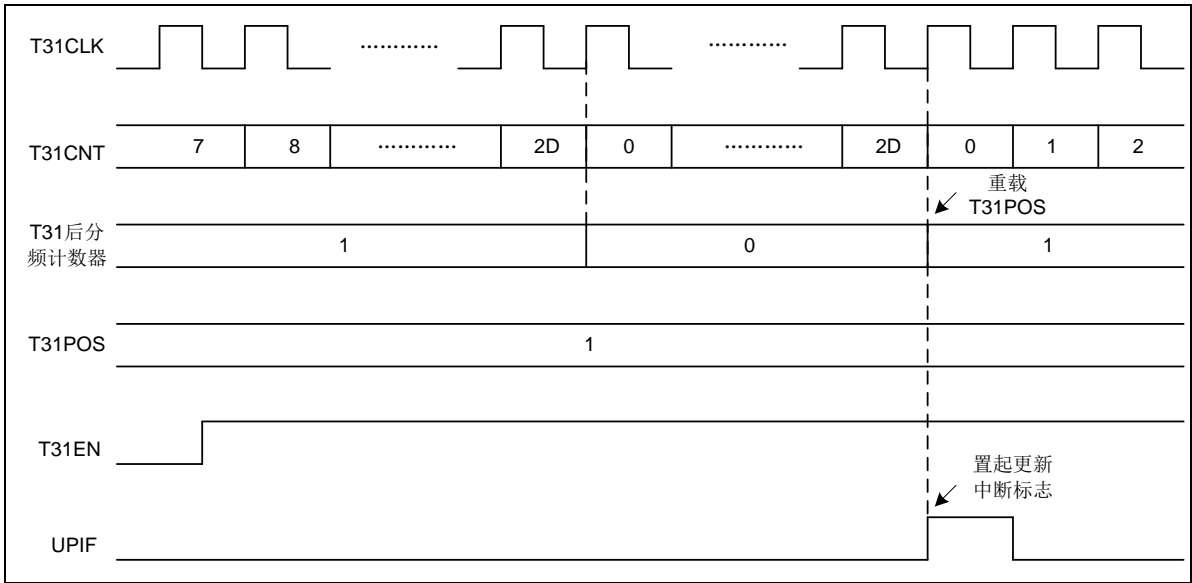 T31CLK ............ ............
T31CNT 7 8 ............ 2D 0 ............ 2D 0 1 2
重载
T31POS
T31后分
频计数器 1 0 1
T31POS 1
T31EN
置起更新
中断标志
UPIF